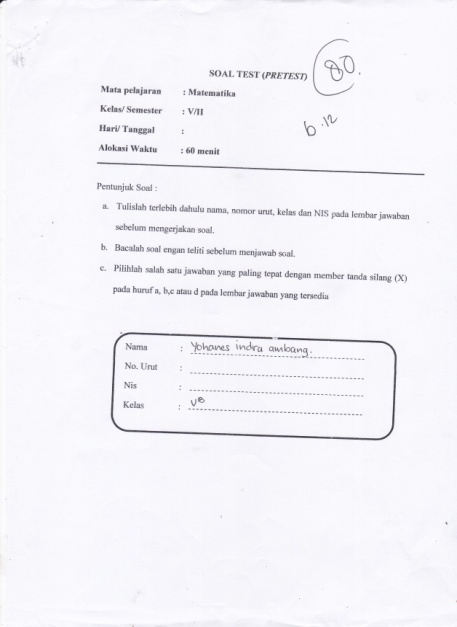 SOAL TEST (PRETEST) 80.
Mata pelajaran : Matematika
Kelas/ Semester : V/II b.12
Hari/ Tanggal :
Alokasi Waktu : 60 menit
Pentunjuk Soal :
a. Tulislah terlebih dahulu nama, nomor urut, kelas dan NIS pada lembar jawaban
sebelum mengerjakan soal.
b. Bacalah soal engan teliti sebelum menjawab soal.
c. Pilihlah salah satu jawaban yang paling tepat dengan member tanda silang (X)
pada huruf a, b,c atau d pada lembar jawaban yang tersedia
Nama : Yohanes indra ambang.
No. Urut :
Nis :
Kelas : VB